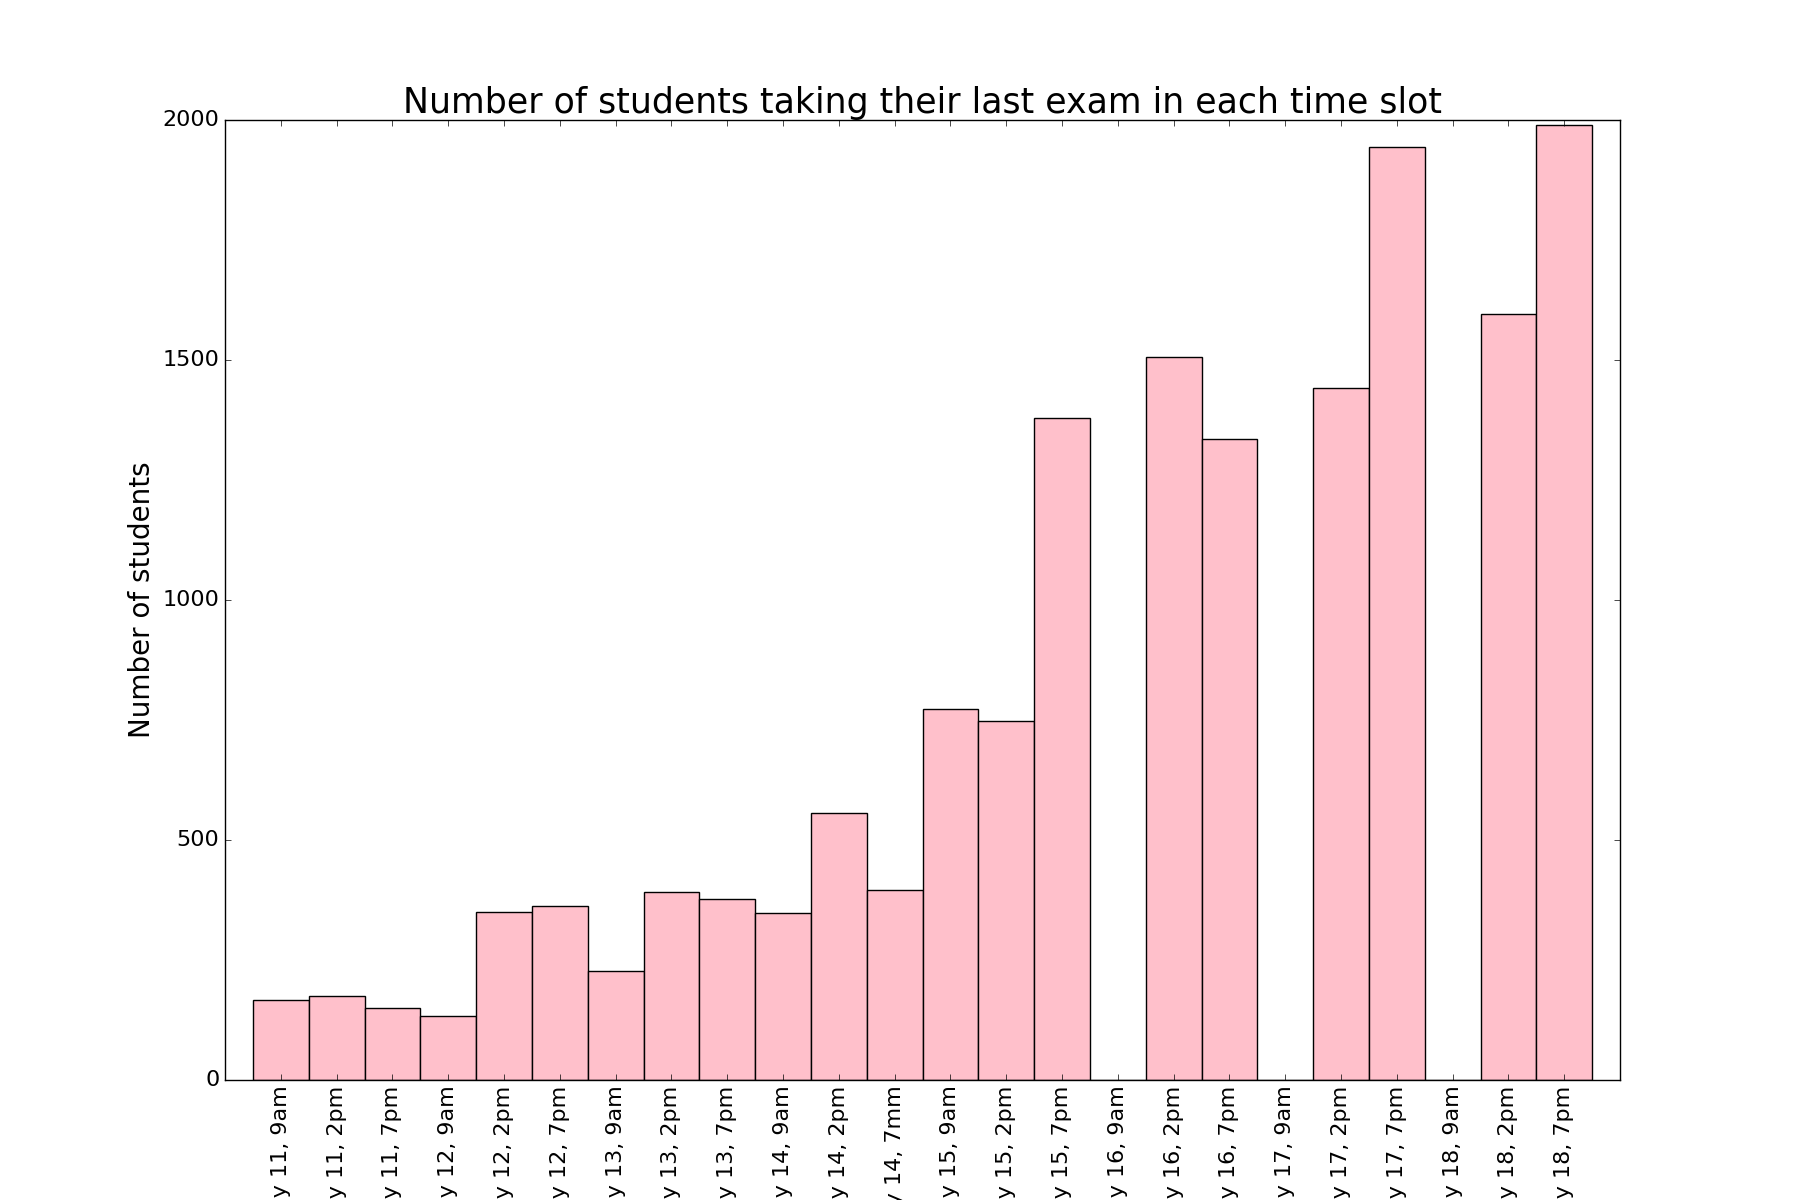 Number of students taking their last exam in each time slot
Number of students
2000
1500
1000
500
0
y 11, 9am
y 11, 2pm
y 11, 7pm
y 12, 9am
y 12, 2pm
y 12, 7pm
y 13, 9am
y 13, 2pm
y 13, 7pm
y 14, 9am
y 14, 2pm
y 14, 7mm
y 15, 9am
y 15, 2pm
y 15, 7pm
y 16, 9am
y 16, 2pm
y 16, 7pm
y 17, 9am
y 17, 2pm
y 17, 7pm
y 18, 9am
y 18, 2pm
y 18, 7pm